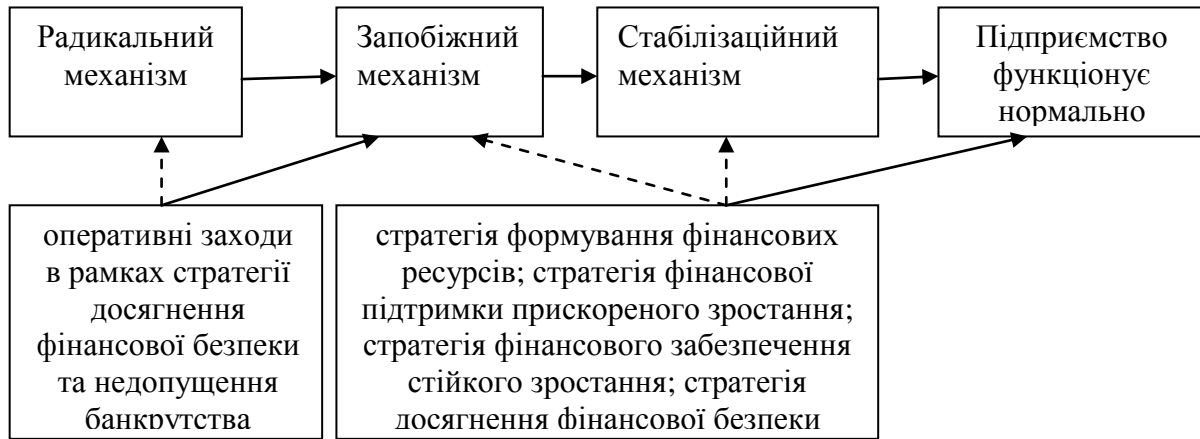 Радикальний
механізм
Запобіжний
механізм
Стабілізаційний
механізм
Підприємство
функціонує
нормально
оперативні заходи
в рамках стратегії
досягнення
фінансової безпеки
та недопущення
банкрутства
стратегія формування фінансових
ресурсів; стратегія фінансової
підтримки прискореного зростання;
стратегія фінансового забезпечення
стійкого зростання; стратегія
досягнення фінансової безпеки